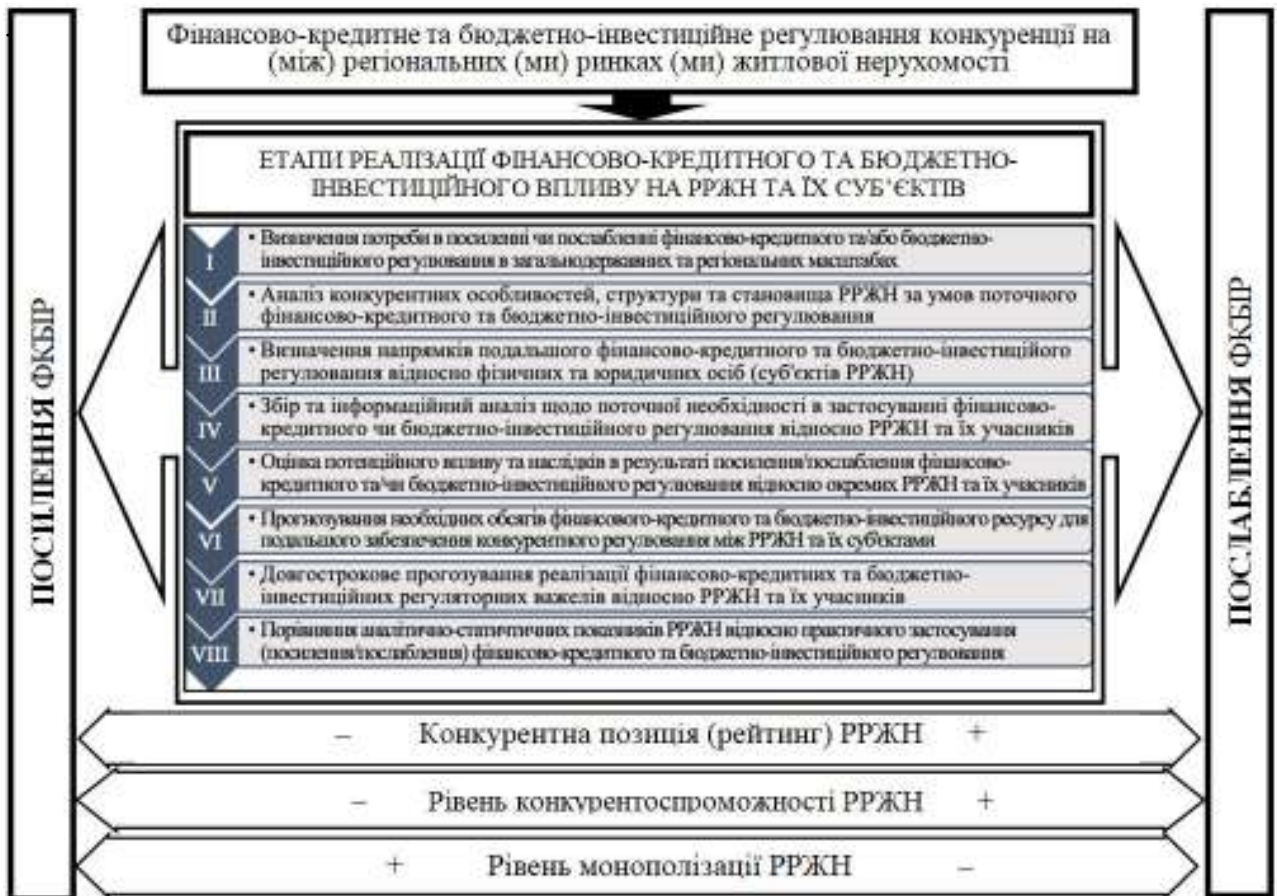 Фінансово-кредитне та бюджетно-інвестиційне регулювання конкуренції на
(між) регіональних (ми) ринках (ми) житлової нерухомості
ЕТАПИ РЕАЛІЗАЦІЇ ФІНАНСОВО-КРЕДИТНОГО ТА БЮДЖЕТНО-
ІНВЕСТИЦІЙНОГО ВПЛИВУ НА РРЖН ТА ЇХ СУБ’ЄКТІВ
ПОСИЛЕННЯ ФКБІР
I
• Визначення потреби в посиленні чи послабленні фінансово-кредитного та/або бюджетно-
інвестиційного регулювання в загальнодержавних та регіональних масштабах
II
• Аналіз конкурентних особливостей, структури та становища РРЖН за умов поточного
фінансово-кредитного та бюджетно-інвестиційного регулювання
III
• Визначення напрямків подальшого фінансово-кредитного та бюджетно-інвестиційого
регулювання відносно фізичних та юридичних осіб (суб'єктів РРЖН)
IV
• Збір та інформаційний аналіз щодо поточної необхідності в застосуванні фінансово-
кредитного чи бюджетно-інвестиційного регулювання відносно РРЖН та їх учасників
V
• Оцінка потенційного впливу та наслідків в результаті посилення/послаблення фінансово-
кредитного та/чи бюджетно-інвестиційного регулювання відносно окремих РРЖН та їх учасників
VI
• Прогнозування необхідних обсягів фінансового-кредитного та бюджетно-інвестиційного ресурсу для
подальшого забезпечення конкурентного регулювання між РРЖН та їх суб'єктами
VII
• Довгострокове прогозування реалізації фінансово-кредитних та бюджетно-
інвестиційних регуляторних важелів відносно РРЖН та їх учасників
VIII
• Порівняння аналітично-статичтичних показників РРЖН відносно практичного застосування
(посилення/послаблення) фінансово-кредитного та бюджетно-інвестиційного регулювання
ПОСЛАБЛЕННЯ ФКБІР
– Конкурентна позиція (рейтинг) РРЖН +
– Рівень конкурентоспроможності РРЖН +
+ Рівень монополізації РРЖН –